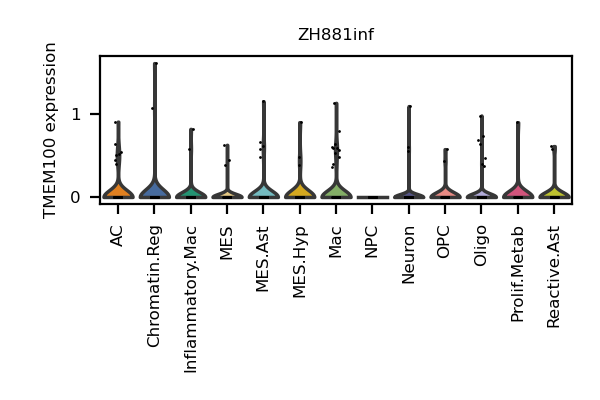 ZH881inf
TMEM100 expression
1
0
AC
Chromatin.Reg
Inflammatory.Mac
MES
MES.Ast
MES.Hyp
Mac
NPC
Neuron
OPC
Oligo
Prolif.Metab
Reactive.Ast